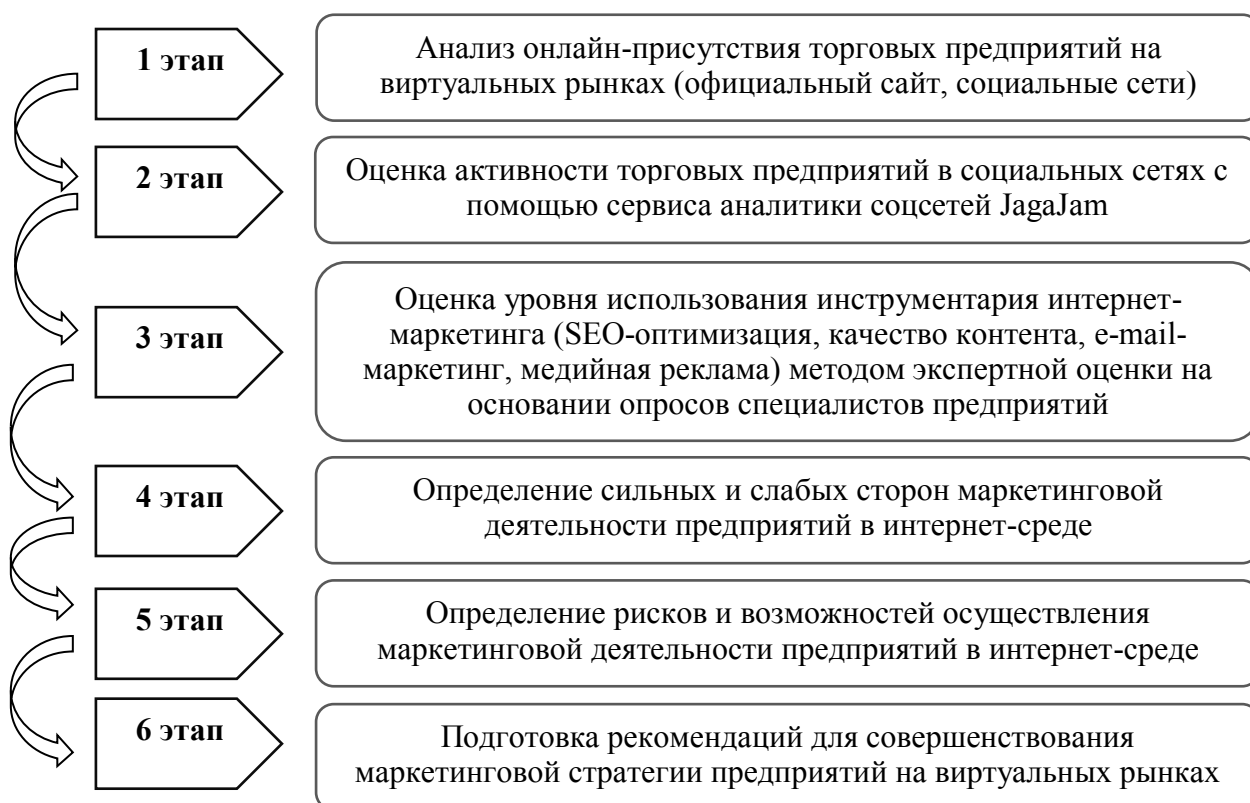 1 этап
Анализ онлайн-присутствия торговых предприятий на
виртуальных рынках (официальный сайт, социальные сети)
2 этап
Оценка активности торговых предприятий в социальных сетях с
помощью сервиса аналитики соцсетей JagaJam
3 этап
Оценка уровня использования инструментария интернет-
маркетинга (SEO-оптимизация, качество контента, e-mail-
маркетинг, медийная реклама) методом экспертной оценки на
основании опросов специалистов предприятий
4 этап
Определение сильных и слабых сторон маркетинговой
деятельности предприятий в интернет-среде
5 этап
Определение рисков и возможностей осуществления
маркетинговой деятельности предприятий в интернет-среде
6 этап
Подготовка рекомендаций для совершенствования
маркетинговой стратегии предприятий на виртуальных рынках